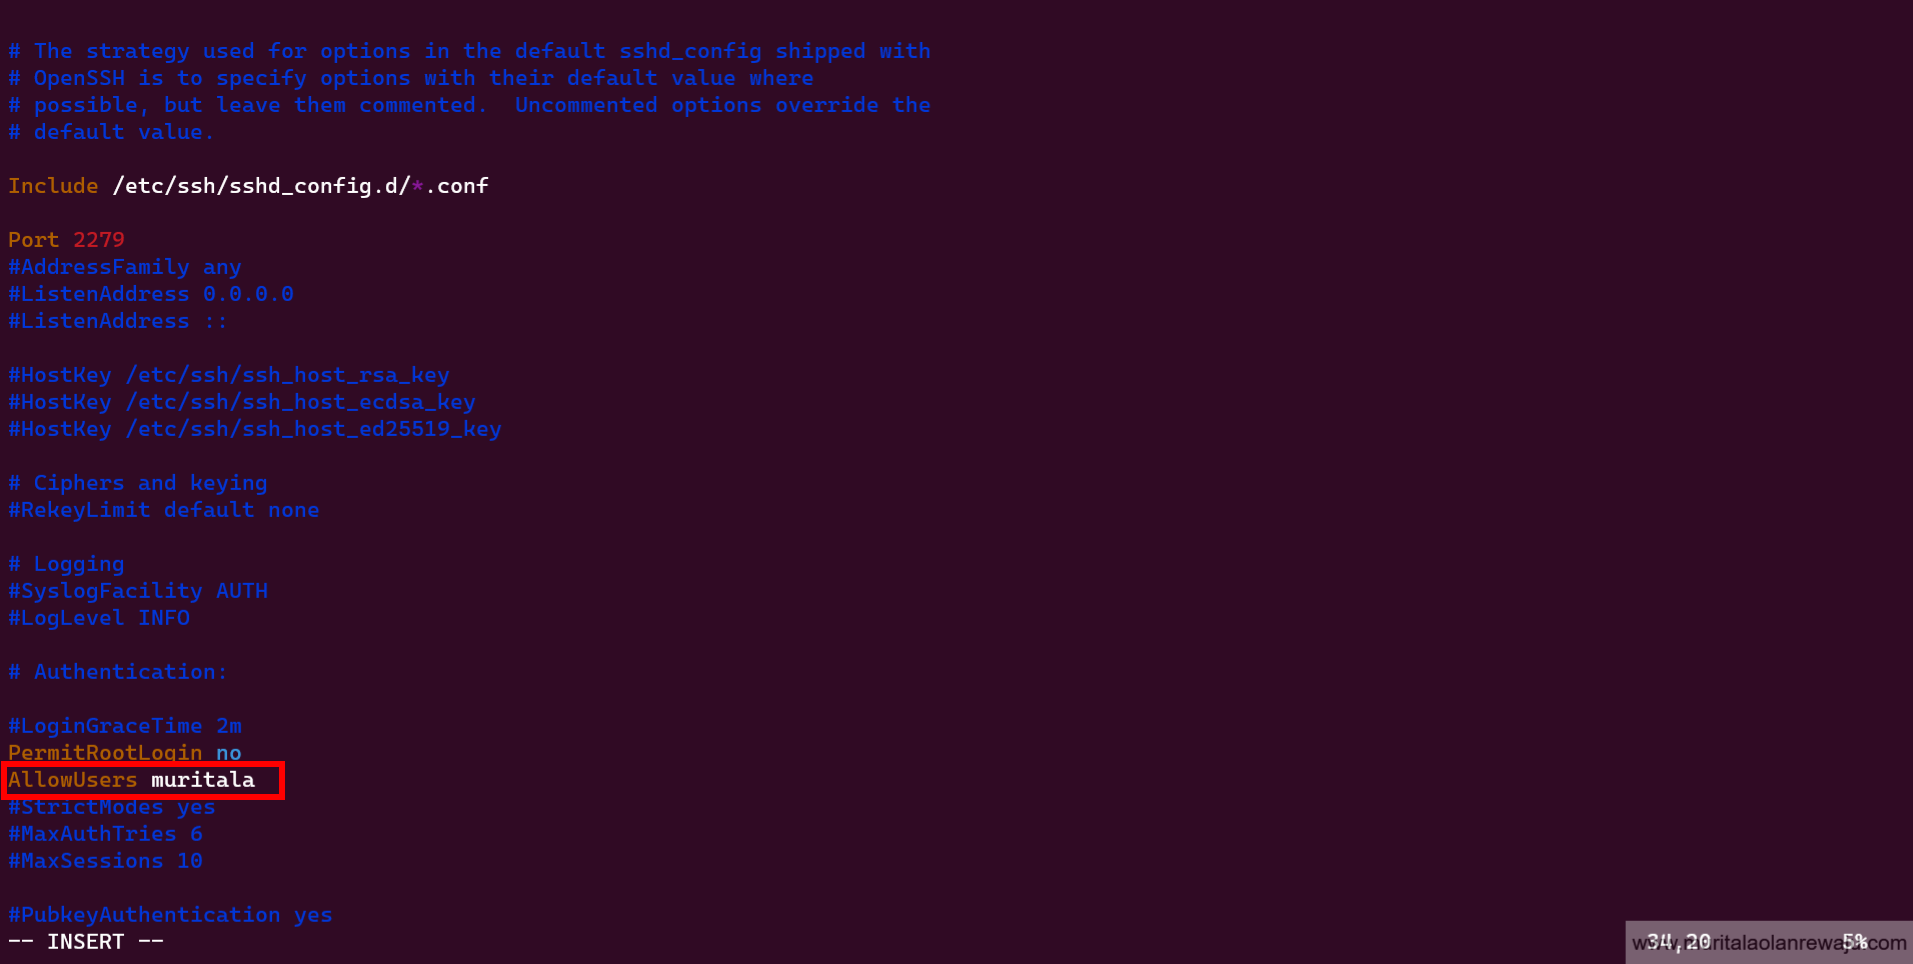 # The strategy used for options in the default sshd_config shipped with
# OpenSSH is to specify options with their default value where
# possible, but leave them commented.  Uncommented options override the
# default value.
Include /etc/ssh/sshd_config.d/*.conf
Port 2279
#AddressFamily any
#ListenAddress 0.0.0.0
#ListenAddress ::
#HostKey /etc/ssh/ssh_host_rsa_key
#HostKey /etc/ssh/ssh_host_ecdsa_key
#HostKey /etc/ssh/ssh_host_ed25519_key
# Ciphers and keying
#RekeyLimit default none
# Logging
#SyslogFacility AUTH
#LogLevel INFO
# Authentication:
#LoginGraceTime 2m
PermitRootLogin no
AllowUsers muritala
#StrictModes yes
#MaxAuthTries 6
#MaxSessions 10
#PubkeyAuthentication yes
-- INSERT -- 34,20 5%